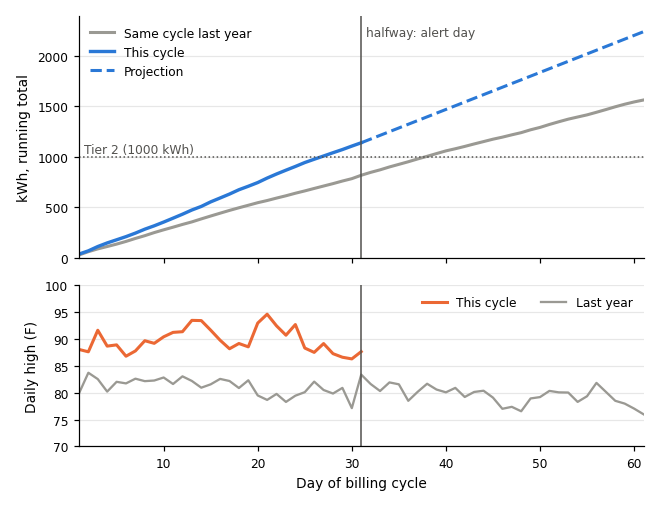 Same cycle last year
This cycle
Projection
halfway: alert day
Tier 2 (1000 kWh)
kWh, running total
2000
1500
1000
500
0
This cycle
Last year
Daily high (F)
100
95
90
85
80
75
70
10
20
30
40
50
60
Day of billing cycle